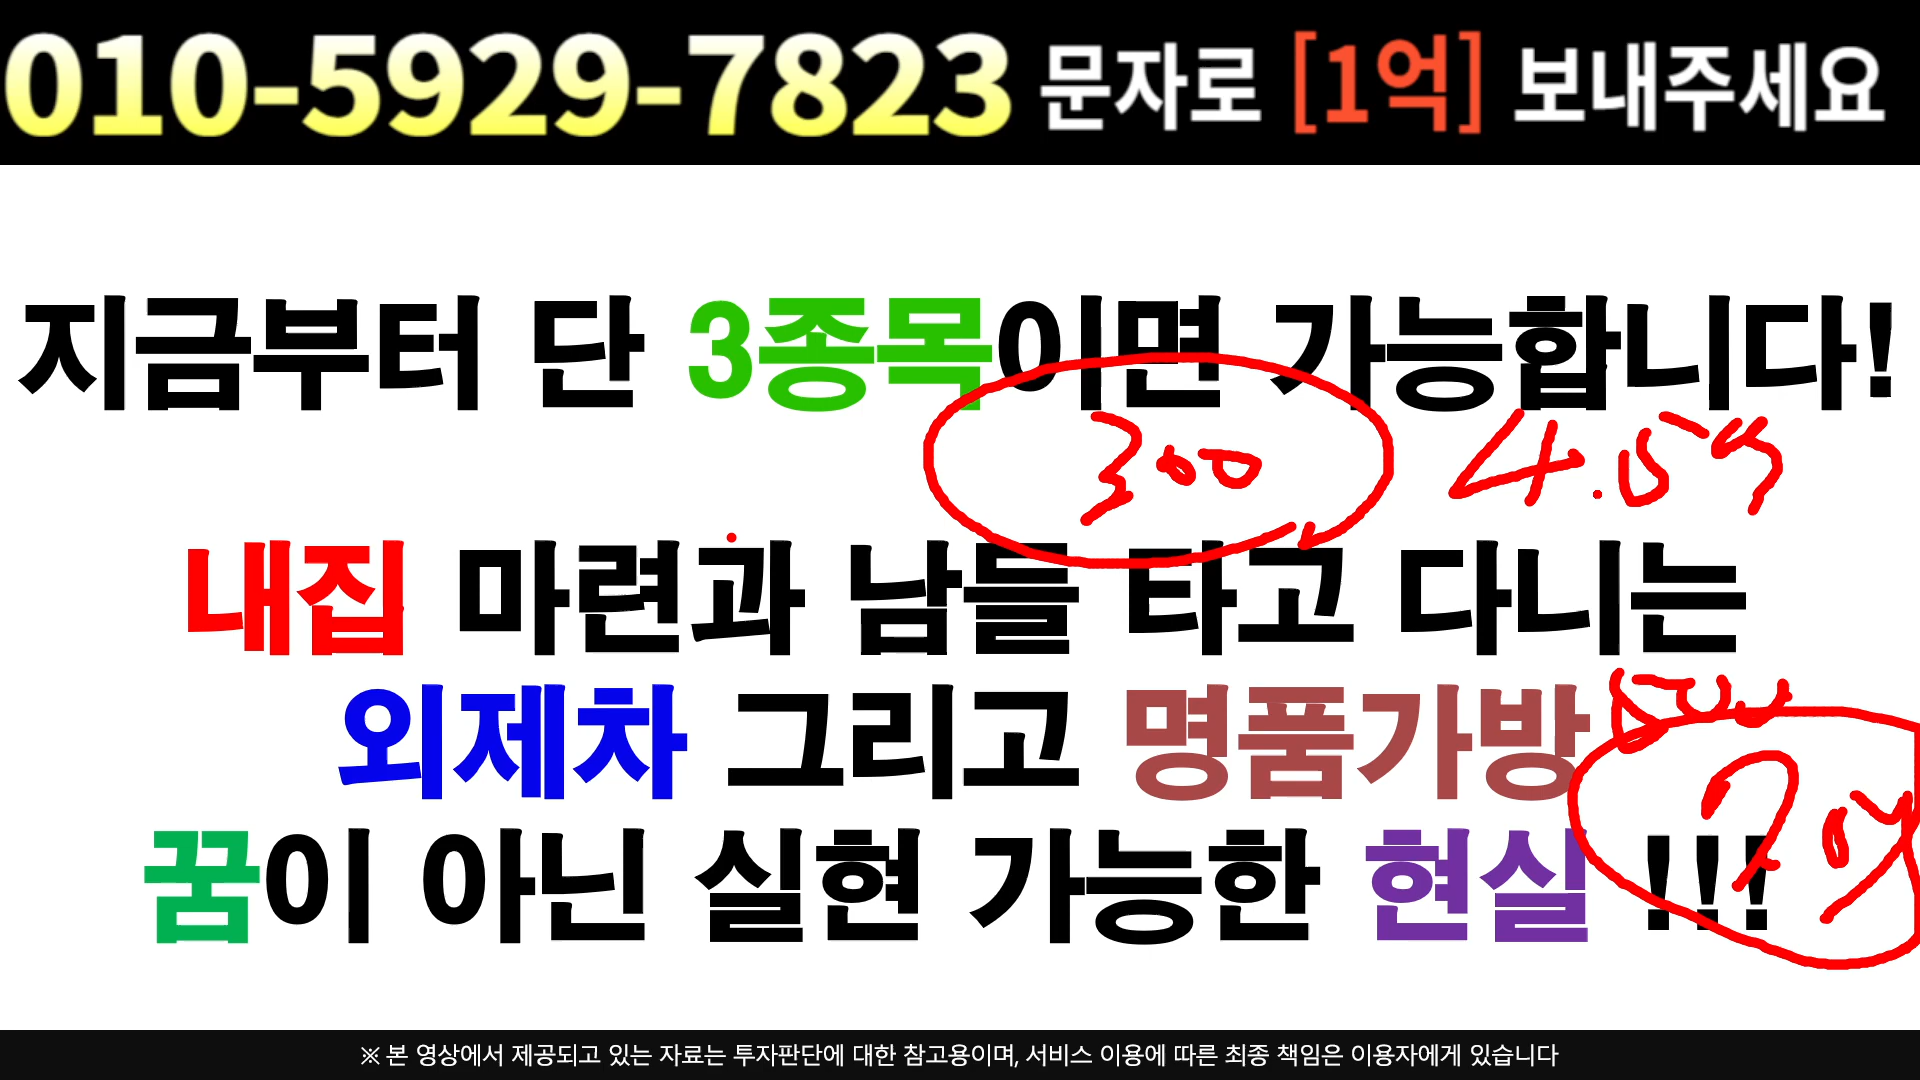 010-5929-7823 문자로 [1억] 보내주세요
지금부터 단 3종목이면 가능합니다!
300
4.5억
내집 마련과 남들 타고 다니는
500
외제차 그리고 명품가방
꿈이 아닌 실현 가능한 현실 !!!
※ 본 영상에서 제공되고 있는 자료는 투자판단에 대한 참고용이며, 서비스 이용에 따른 최종 책임은 이용자에게 있습니다